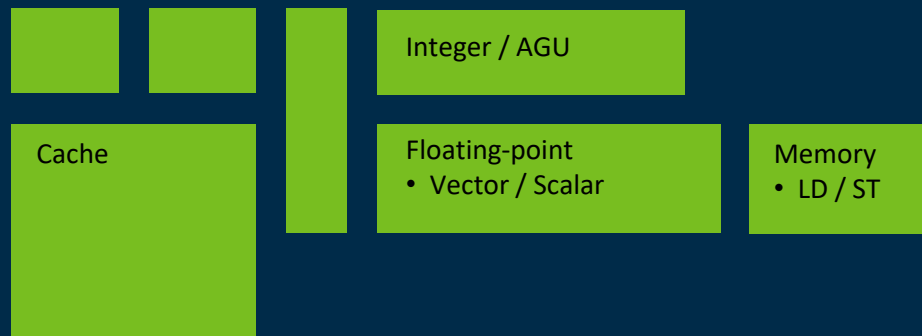 Integer / AGU
Cache
Floating-point
• Vector / Scalar
Memory
• LD / ST